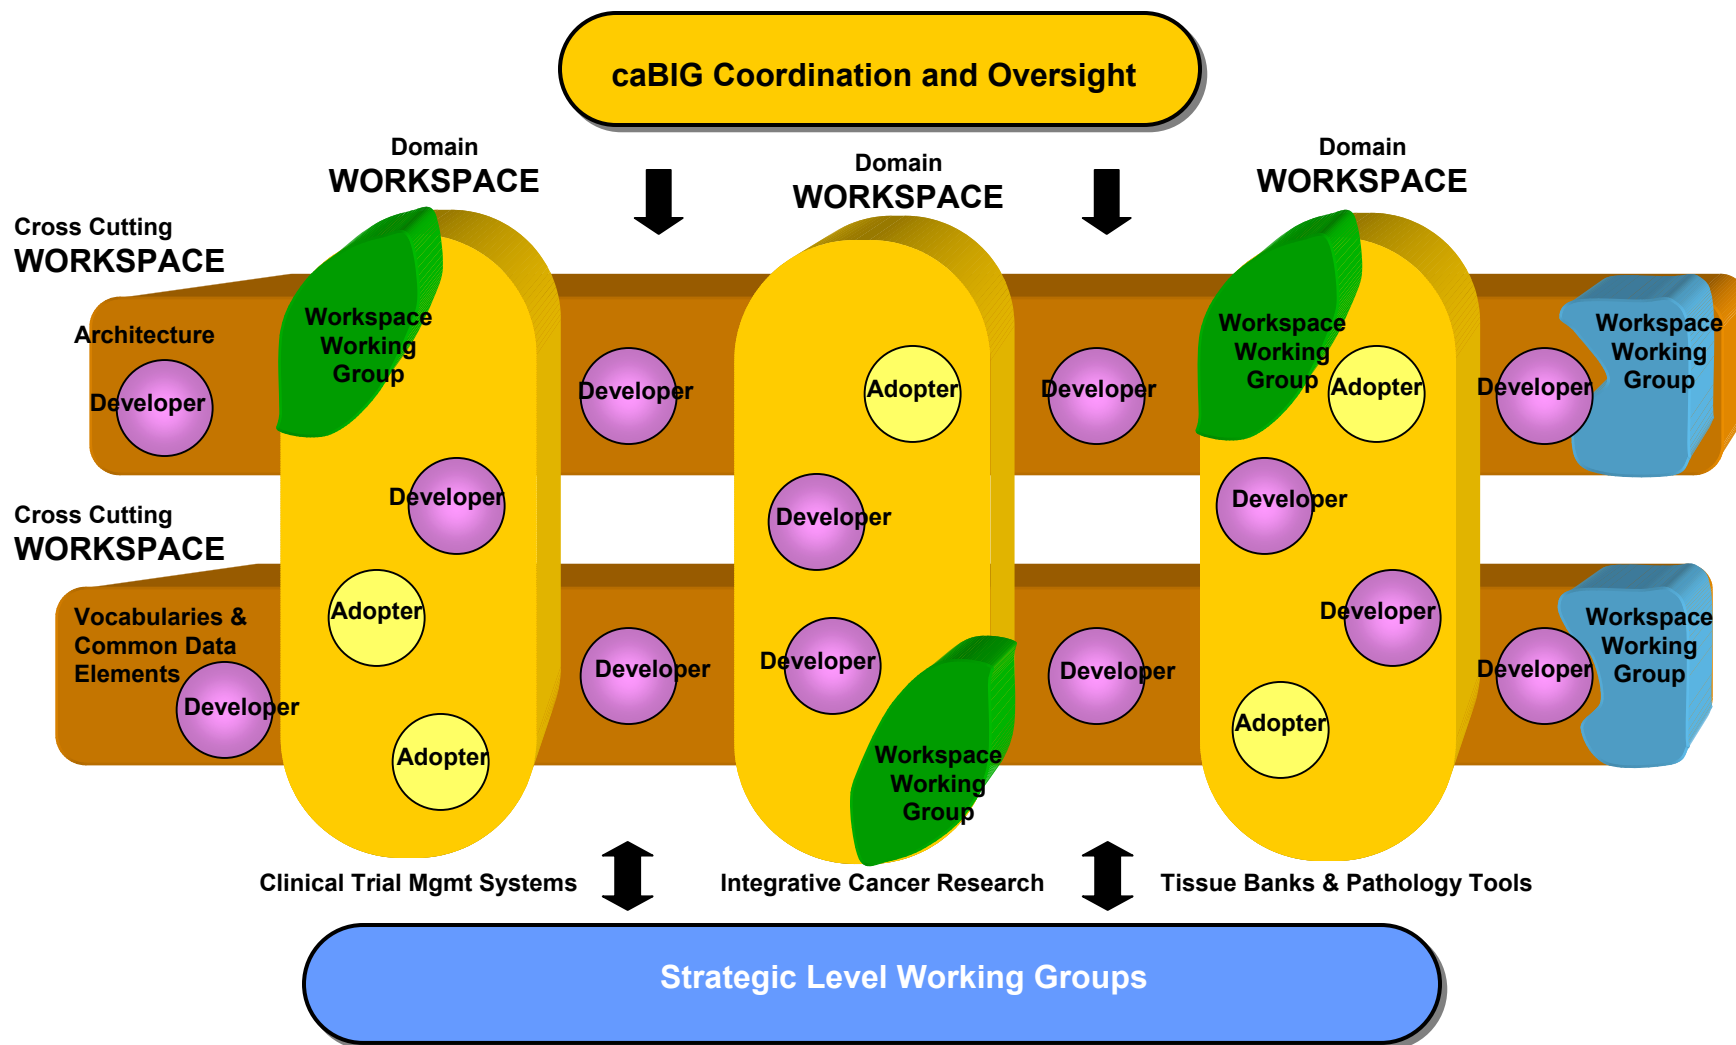 caBIG Coordination and Oversight
Domain
WORKSPACE
Domain
WORKSPACE
Domain
WORKSPACE
Cross Cutting
WORKSPACE
Architecture
Developer
Workspace
Working
Group
Developer
Adopter
Developer
Workspace
Working
Group
Adopter
Developer
Workspace
Working
Group
Developer
Developer
Developer
Cross Cutting
WORKSPACE
Vocabularies &
Common Data
Elements
Developer
Adopter
Adopter
Developer
Developer
Workspace
Working
Group
Developer
Developer
Adopter
Developer
Workspace
Working
Group
Clinical Trial Mgmt Systems
Integrative Cancer Research
Tissue Banks & Pathology Tools
Strategic Level Working Groups